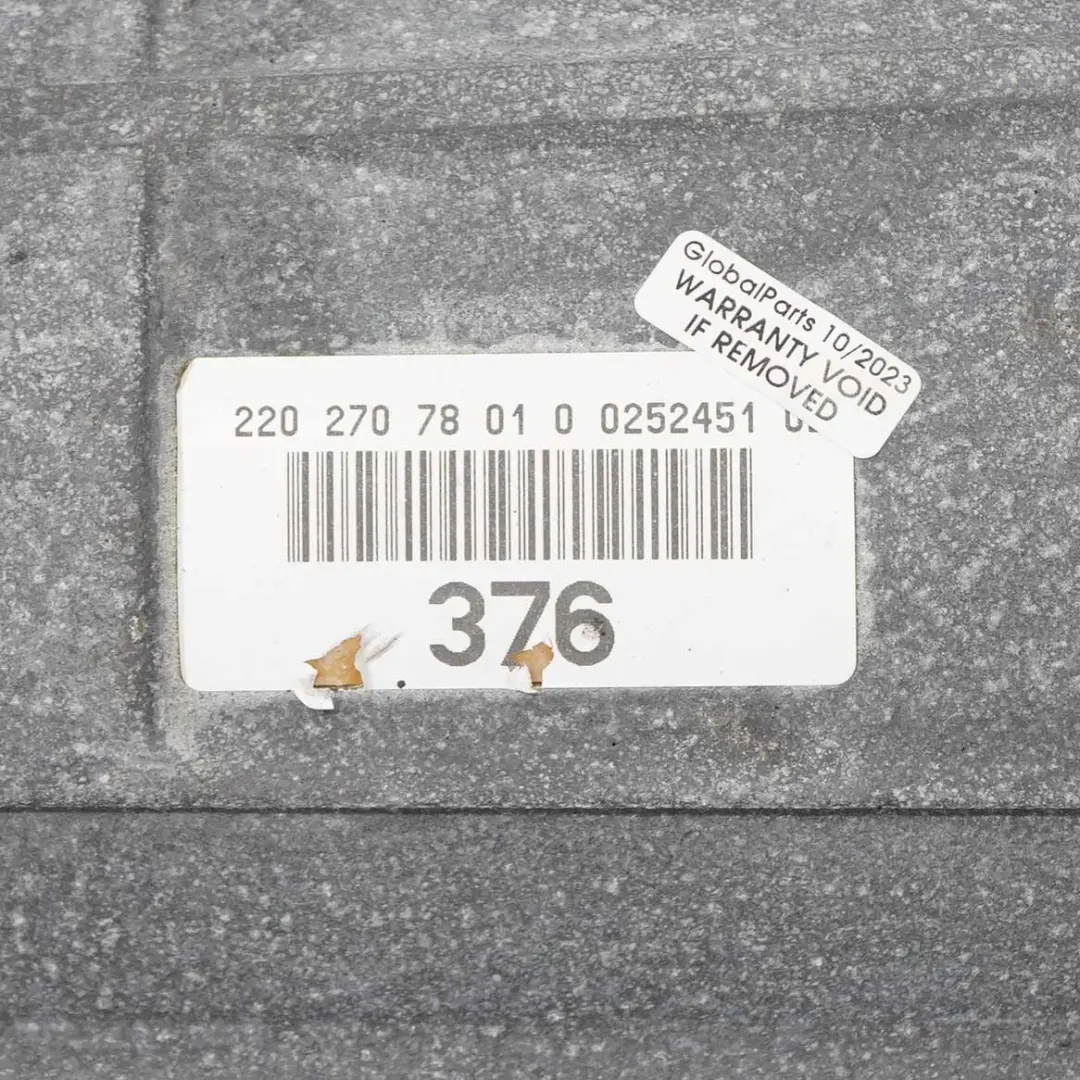 GlobalParts 10/2023
WARRANTY VOID
IF REMOVED
220 270 78 01 0 0252451
376